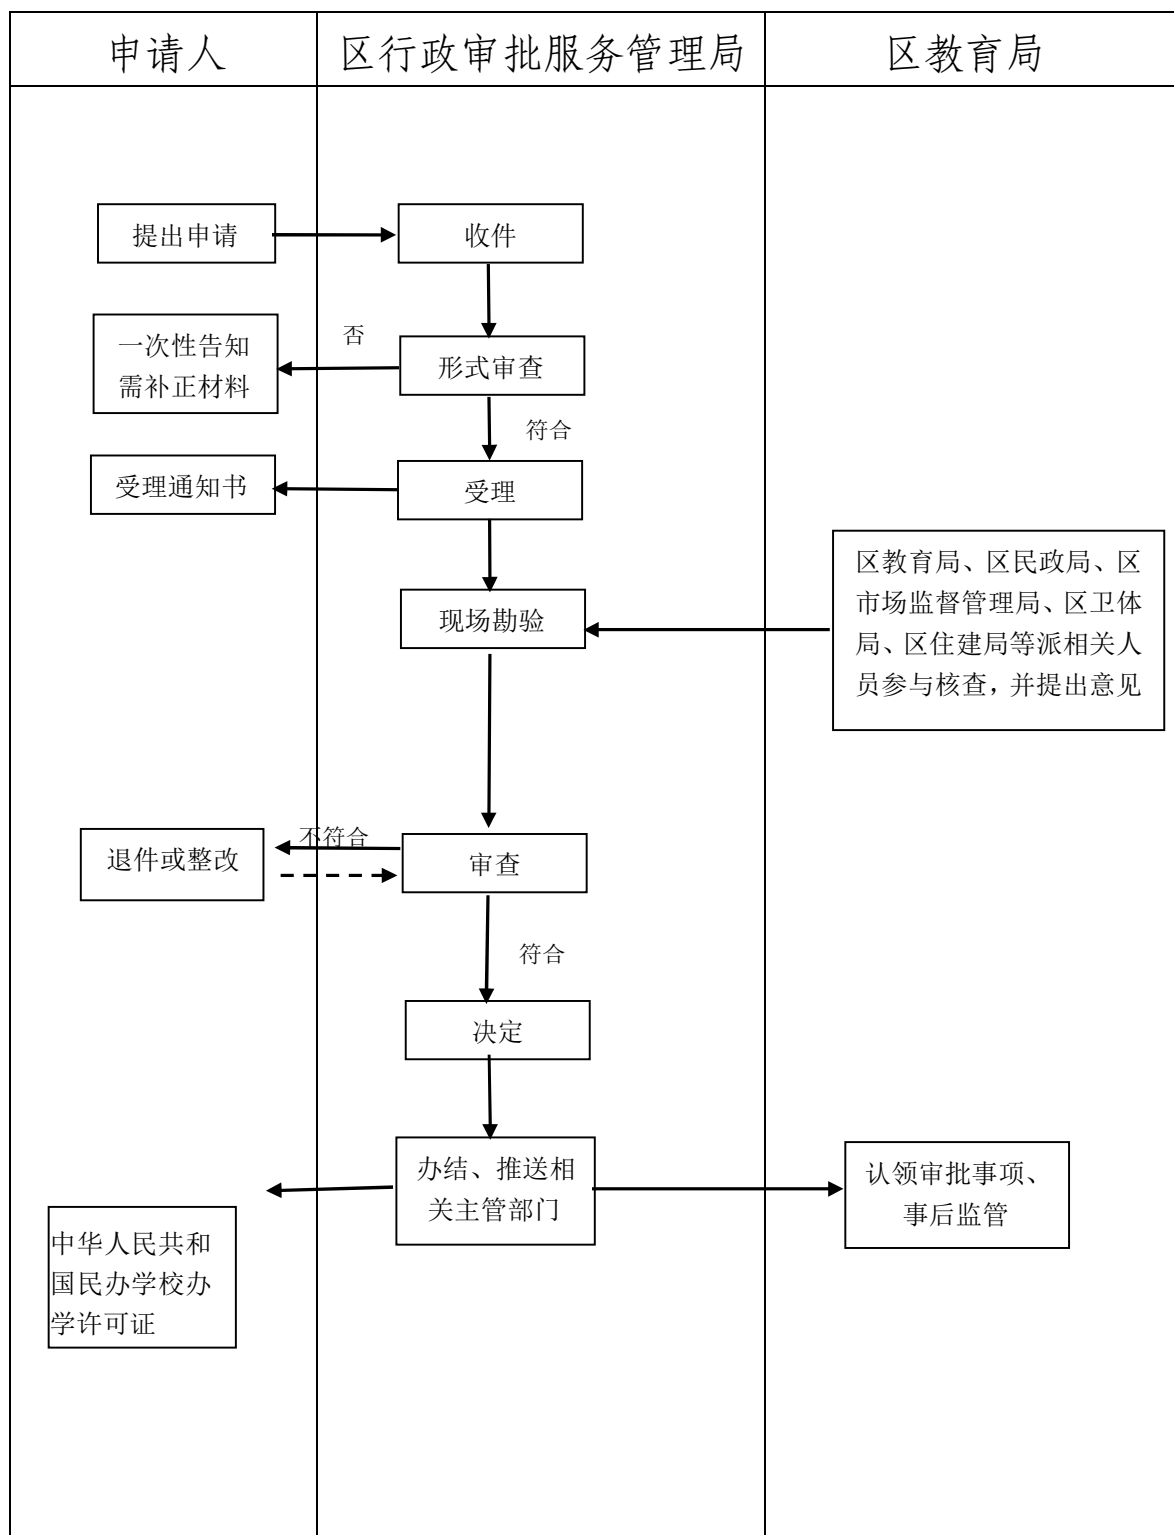 申请人
区行政审批服务管理局
区教育局
提出申请
收件
一次性告知
需补正材料
否
形式审查
符合
受理通知书
受理
区教育局、区民政局、区
市场监督管理局、区卫体
局、区住建局等派相关人
员参与核查，并提出意见
现场勘验
不符合
退件或整改
审查
符合
决定
办结、推送相
关主管部门
认领审批事项、
事后监管
中华人民共和
国民办学校办
学许可证